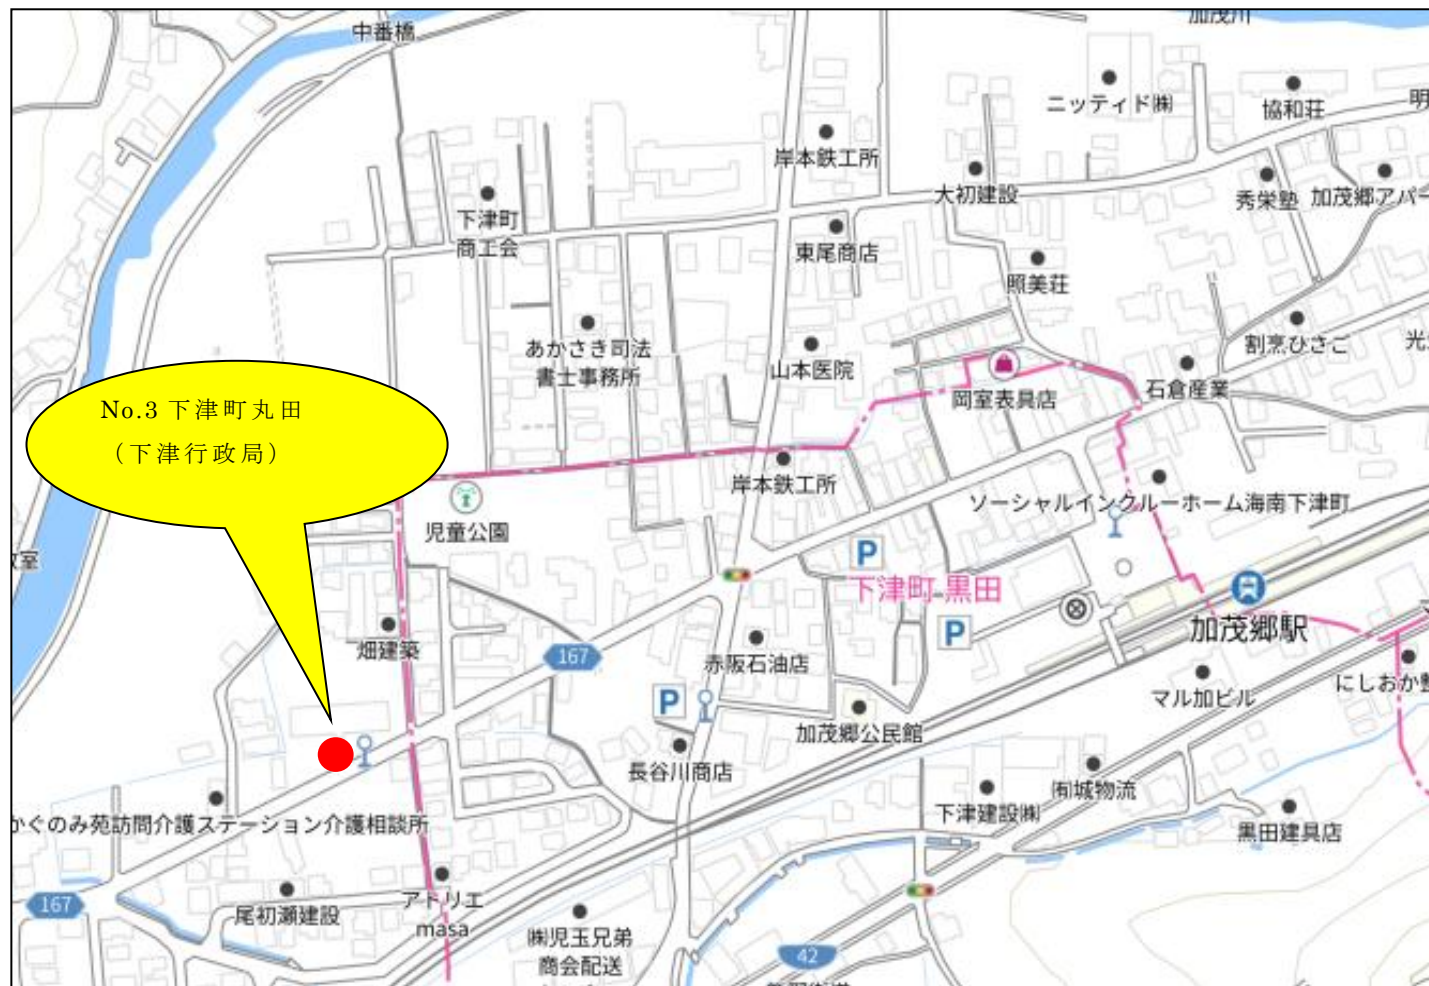 加茂川
中番橋
ニッティド㈱
協和荘
明
岸本鉄工所
大初建設
秀栄塾
加茂郷アパー
下津町
商工会
東尾商店
照美荘
あかさき司法
書士事務所
山本医院
割烹ひさご
石倉産業
岡室表具店
No.3 下津町丸田
（下津行政局）
岸本鉄工所
ソーシャルインクルーホーム海南下津町
児童公園
P
下津町 黒田
教室
畑建築
167
赤阪石油店
P
加茂郷駅
P
マル加ビル
にしおか整
加茂郷公民館
長谷川商店
㈲城物流
下津建設㈱
黒田建具店
かぐのみ苑訪問介護ステーション介護相談所
167
尾初瀬建設
アトリエ
masa
㈱児玉兄弟
商会配送
42